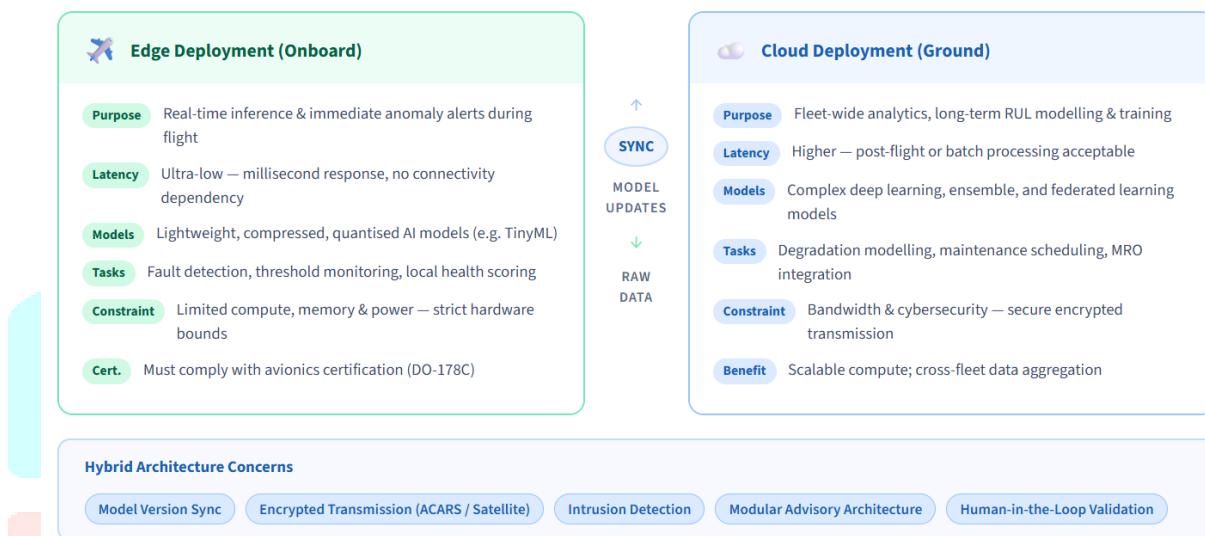 Edge Deployment (Onboard)
Purpose Real-time inference & immediate anomaly alerts during
flight
Latency Ultra-low — millisecond response, no connectivity
dependency
Models Lightweight, compressed, quantised AI models (e.g. TinyML)
Tasks Fault detection, threshold monitoring, local health scoring
Constraint Limited compute, memory & power — strict hardware
bounds
Cert. Must comply with avionics certification (DO-178C)
↑
SYNC
MODEL
UPDATES
↓
RAW
DATA
Cloud Deployment (Ground)
Purpose Fleet-wide analytics, long-term RUL modelling & training
Latency Higher — post-flight or batch processing acceptable
Models Complex deep learning, ensemble, and federated learning
models
Tasks Degradation modelling, maintenance scheduling, MRO
integration
Constraint Bandwidth & cybersecurity — secure encrypted
transmission
Benefit Scalable compute; cross-fleet data aggregation
Hybrid Architecture Concerns
Model Version Sync Encrypted Transmission (ACARS / Satellite) Intrusion Detection Modular Advisory Architecture Human-in-the-Loop Validation